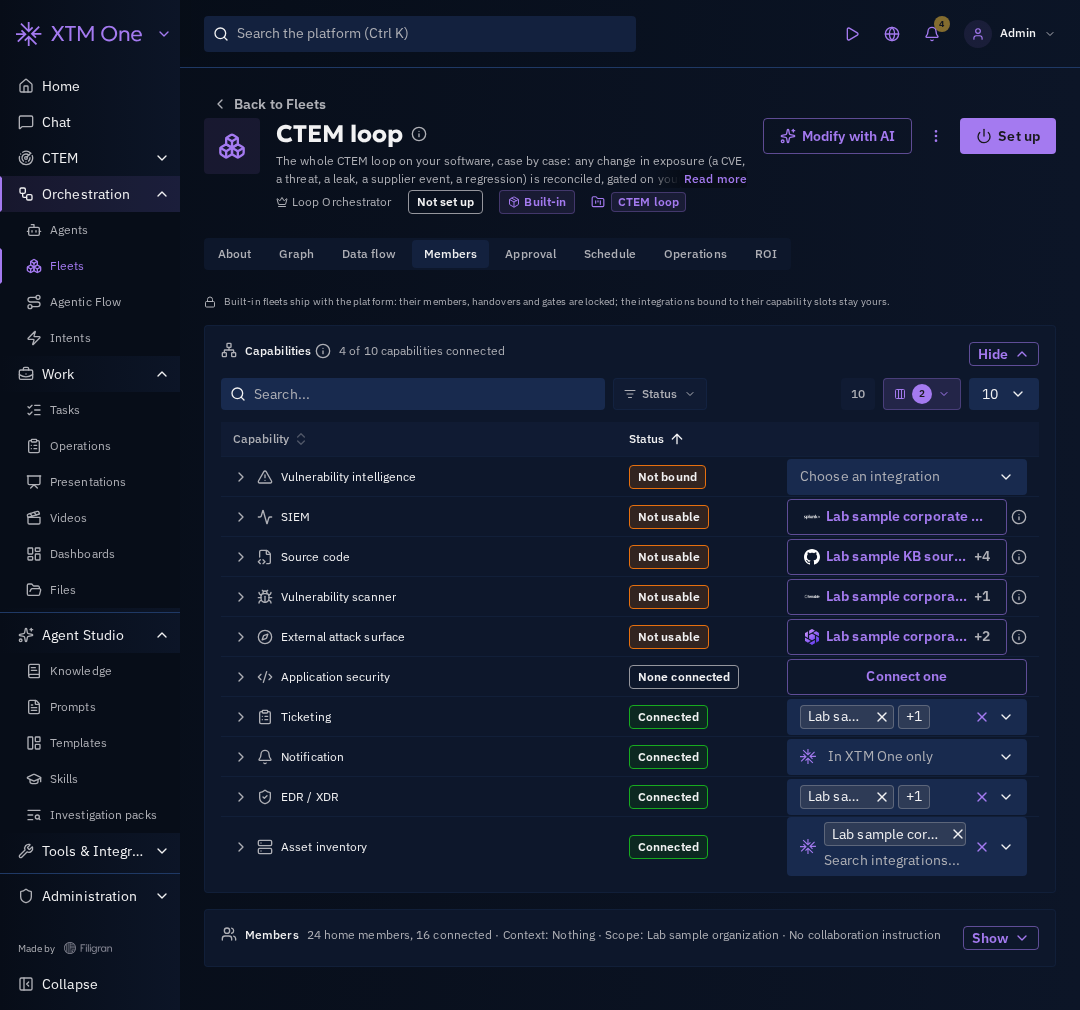 XTM One
Search the platform (Ctrl K)
4
Admin
Home
Chat
CTEM
Orchestration
Agents
Fleets
Agentic Flow
Intents
Work
Tasks
Operations
Presentations
Videos
Dashboards
Files
Agent Studio
Knowledge
Prompts
Templates
Skills
Investigation packs
Tools & Integr...
Administration
Made by Filigran
Collapse
Back to Fleets
CTEM loop
Modify with AI
Set up
The whole CTEM loop on your software, case by case: any change in exposure (a CVE,
a threat, a leak, a supplier event, a regression) is reconciled, gated on you Read more
Loop Orchestrator
Not set up
Built-in
CTEM loop
About Graph Data flow Members Approval Schedule Operations ROI
Built-in fleets ship with the platform: their members, handovers and gates are locked; the integrations bound to their capability slots stay yours.
Capabilities 4 of 10 capabilities connected
Hide
Search...
Status
10
2
10
Capability Status
Vulnerability intelligence Not bound Choose an integration
SIEM Not usable Lab sample corporate ...
Source code Not usable Lab sample KB sour... +4
Vulnerability scanner Not usable Lab sample corpora... +1
External attack surface Not usable Lab sample corpora... +2
Application security None connected Connect one
Ticketing Connected Lab sa... +1
Notification Connected In XTM One only
EDR / XDR Connected Lab sa... +1
Asset inventory Connected Lab sample cor...
Search integrations...
Members 24 home members, 16 connected · Context: Nothing · Scope: Lab sample organization · No collaboration instruction
Show